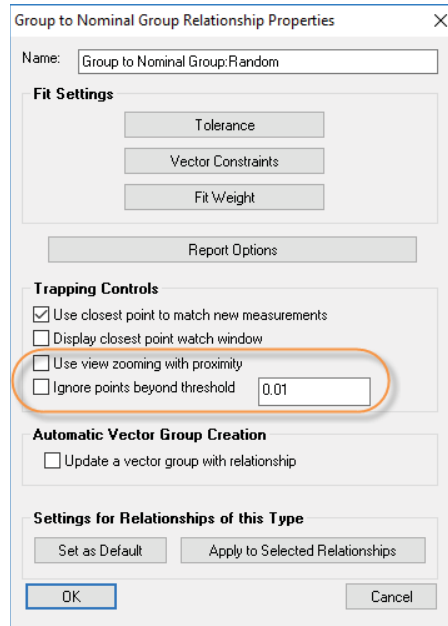 Group to Nominal Group Relationship Properties
Name: Group to Nominal Group:Random
Fit Settings
Tolerance
Vector Constraints
Fit Weight
Report Options
Trapping Controls
Use closest point to match new measurements
Display closest point watch window
Use view zooming with proximity
Ignore points beyond threshold 0.01
Automatic Vector Group Creation
Update a vector group with relationship
Settings for Relationships of this Type
Set as Default Apply to Selected Relationships
OK Cancel